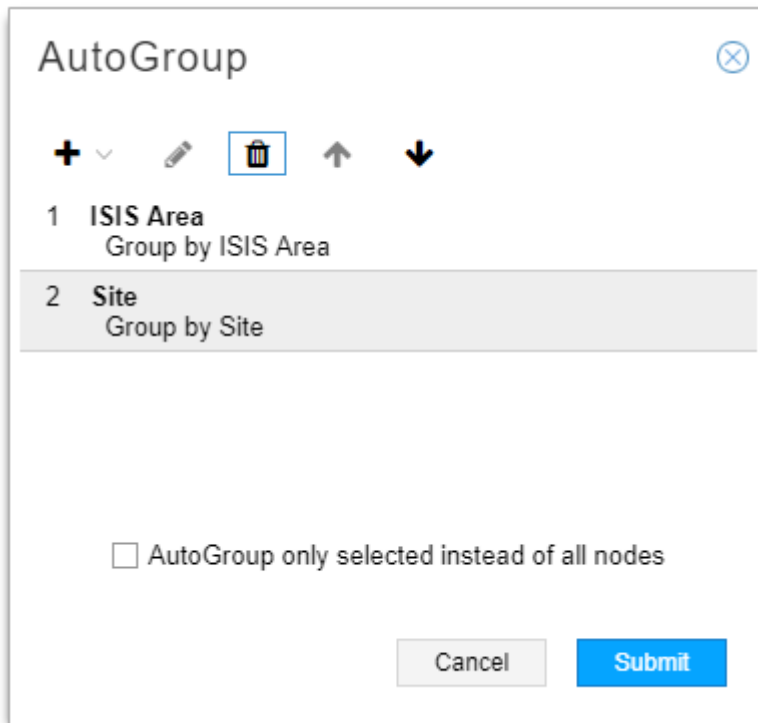 AutoGroup
1 ISIS Area
Group by ISIS Area
2 Site
Group by Site
AutoGroup only selected instead of all nodes
Cancel Submit